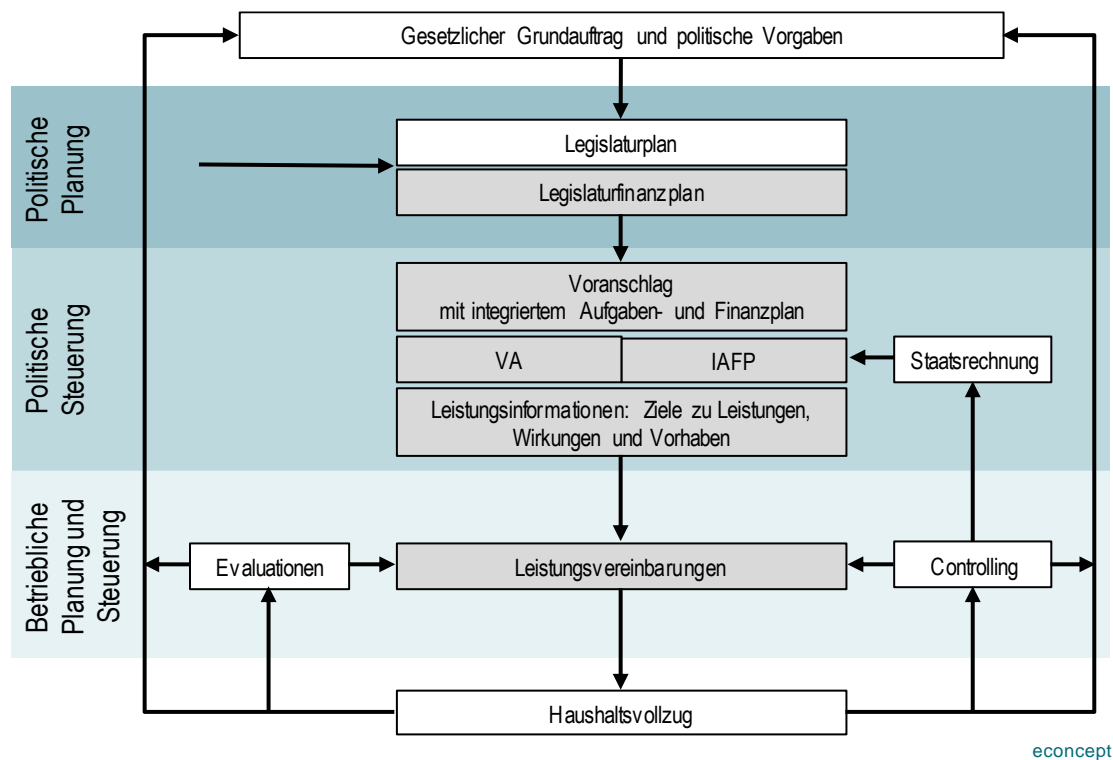 Gesetzlicher Grundauftrag und politische Vorgaben
Politische
Planung
Legislaturplan
Legislaturfinanzplan
Politische
Steuerung
Voranschlag
mit integriertem Aufgaben- und Finanzplan
VA
IAFP
Staatsrechnung
Leistungsinformationen: Ziele zu Leistungen,
Wirkungen und Vorhaben
Betriebliche
Planung und
Steuerung
Evaluationen
Leistungsvereinbarungen
Controlling
Haushaltsvollzug
econcept